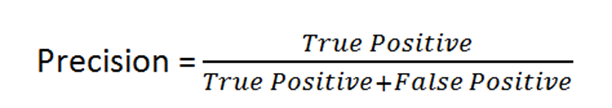 Precision = True Positive
True Positive+False Positive